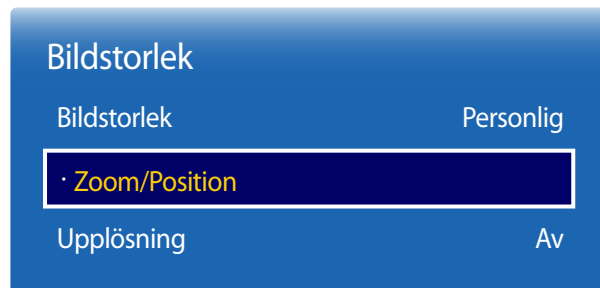 Bildstorlek
Bildstorlek Personlig
· Zoom/Position
Upplösning Av